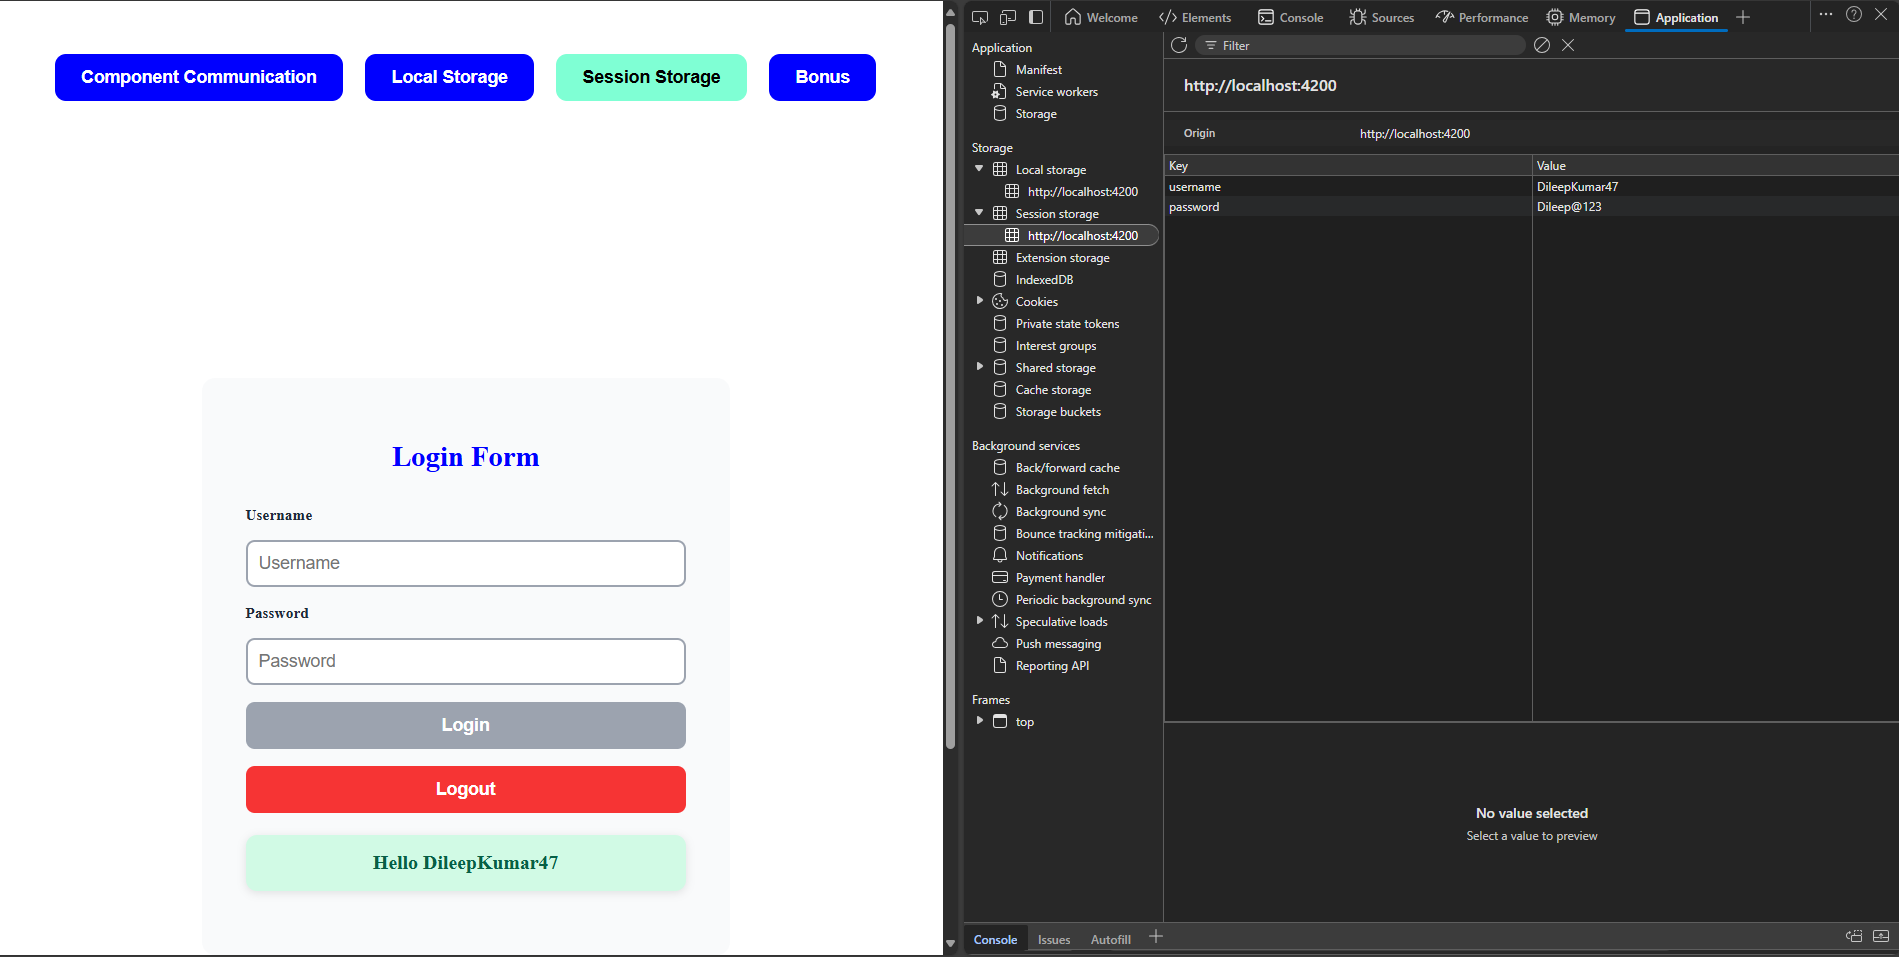 Component Communication
Local Storage
Session Storage
Bonus
Login Form
Username
Username
Password
Password
Login
Logout
Hello DileepKumar47
Welcome
Elements
Console
Sources
Performance
Memory
Application
Application
Manifest
Service workers
Storage
Storage
Local storage
http://localhost:4200
Session storage
http://localhost:4200
Extension storage
IndexedDB
Cookies
Private state tokens
Interest groups
Shared storage
Cache storage
Storage buckets
Background services
Back/forward cache
Background fetch
Background sync
Bounce tracking mitigati...
Notifications
Payment handler
Periodic background sync
Speculative loads
Push messaging
Reporting API
Frames
top
Filter
http://localhost:4200
Origin http://localhost:4200
Key Value
username DileepKumar47
password Dileep@123
No value selected
Select a value to preview
Console
Issues
Autofill